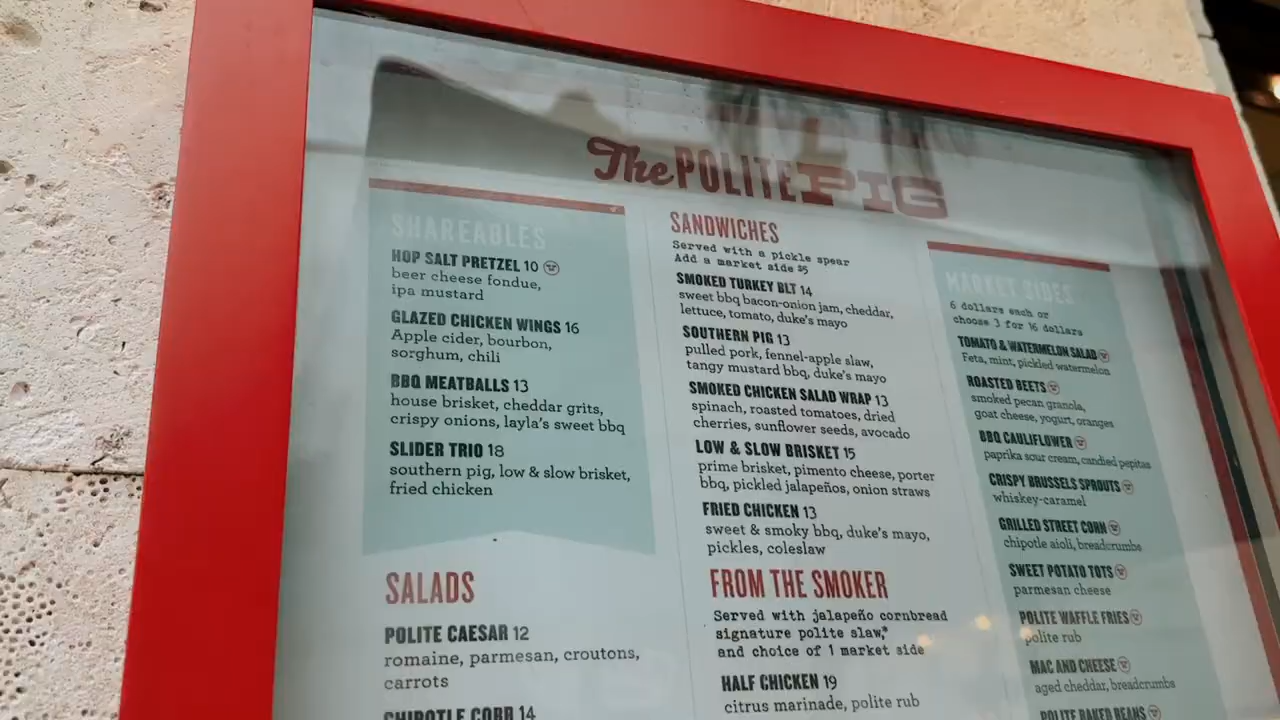 The POLITE PIG
SHAREABLES
HOP SALT PRETZEL 10
beer cheese fondue,
ipa mustard
GLAZED CHICKEN WINGS 16
Apple cider, bourbon,
sorghum, chili
BBQ MEATBALLS 13
house brisket, cheddar grits,
crispy onions, layla's sweet bbq
SLIDER TRIO 18
southern pig, low & slow brisket,
fried chicken
SALADS
POLITE CAESAR 12
romaine, parmesan, croutons,
carrots
CHIPOTLE COBB 14
SANDWICHES
Served with a pickle spear
Add a market side $5
SMOKED TURKEY BLT 14
sweet bbq bacon-onion jam, cheddar,
lettuce, tomato, duke's mayo
SOUTHERN PIG 13
pulled pork, fennel-apple slaw,
tangy mustard bbq, duke's mayo
SMOKED CHICKEN SALAD WRAP 13
spinach, roasted tomatoes, dried
cherries, sunflower seeds, avocado
LOW & SLOW BRISKET 15
prime brisket, pimento cheese, porter
bbq, pickled jalapeños, onion straws
FRIED CHICKEN 13
sweet & smoky bbq, duke's mayo,
pickles, coleslaw
FROM THE SMOKER
Served with jalapeño cornbread
signature polite slaw,*
and choice of 1 market side
HALF CHICKEN 19
citrus marinade, polite rub
MARKET SIDES
6 dollars each or
choose 3 for 16 dollars
TOMATO & WATERMELON SALAD
Feta, mint, pickled watermelon
ROASTED BEETS
smoked pecan granola,
goat cheese, yogurt, oranges
BBQ CAULIFLOWER
paprika sour cream, candied pepitas
CRISPY BRUSSELS SPROUTS
whiskey-caramel
GRILLED STREET CORN
chipotle aioli, breadcrumbs
SWEET POTATO TOTS
parmesan cheese
POLITE WAFFLE FRIES
polite rub
MAC AND CHEESE
aged cheddar, breadcrumbs
POLITE BAKED BEANS